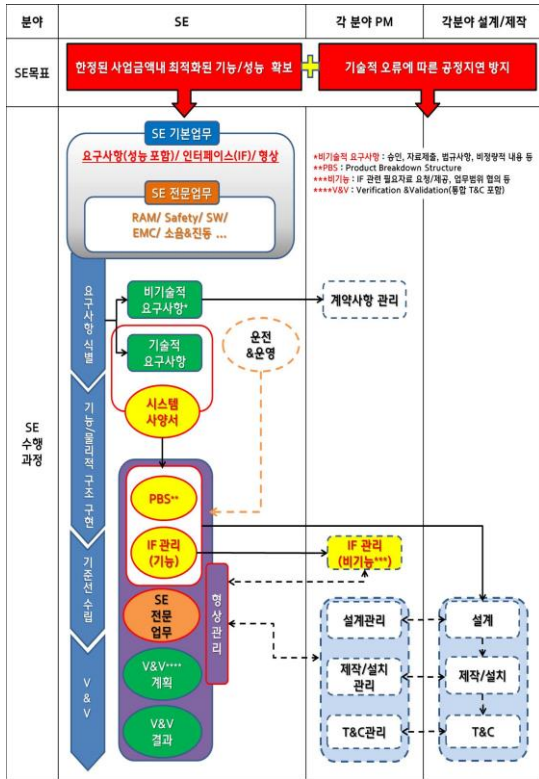 분야
SE
각 분야 PM
각분야 설계/제작
SE목표
한정된 사업금액내 최적화된 기능/성능 확보
기술적 오류에 따른 공정지연 방지
SE 기본업무
요구사항(성능 포함)/ 인터페이스(IF)/ 형상
SE 전문업무
RAM/ Safety/ SW/
EMC/ 소음&진동 ...
*비기술적 요구사항 : 승인, 자료제출, 법규사항, 비정량적 내용 등
**PBS : Product Breakdown Structure
***비기능 : IF 관련 필요자료 요청/제공, 업무범위 협의 등
****V&V : Verification &Validation(통합 T&C 포함)
SE
수행
과정
요구사항 식별
비기술적
요구사항*
계약사항 관리
기술적
요구사항
운전
&운영
시스템
사양서
기능/물리적 구조 구현
PBS**
IF 관리
(기능)
IF 관리
(비기능***)
기준선 수립
형상관리
SE
전문
업무
설계관리
설계
V&V
V&V****
계획
제작/설치
관리
제작/설치
V&V
결과
T&C관리
T&C